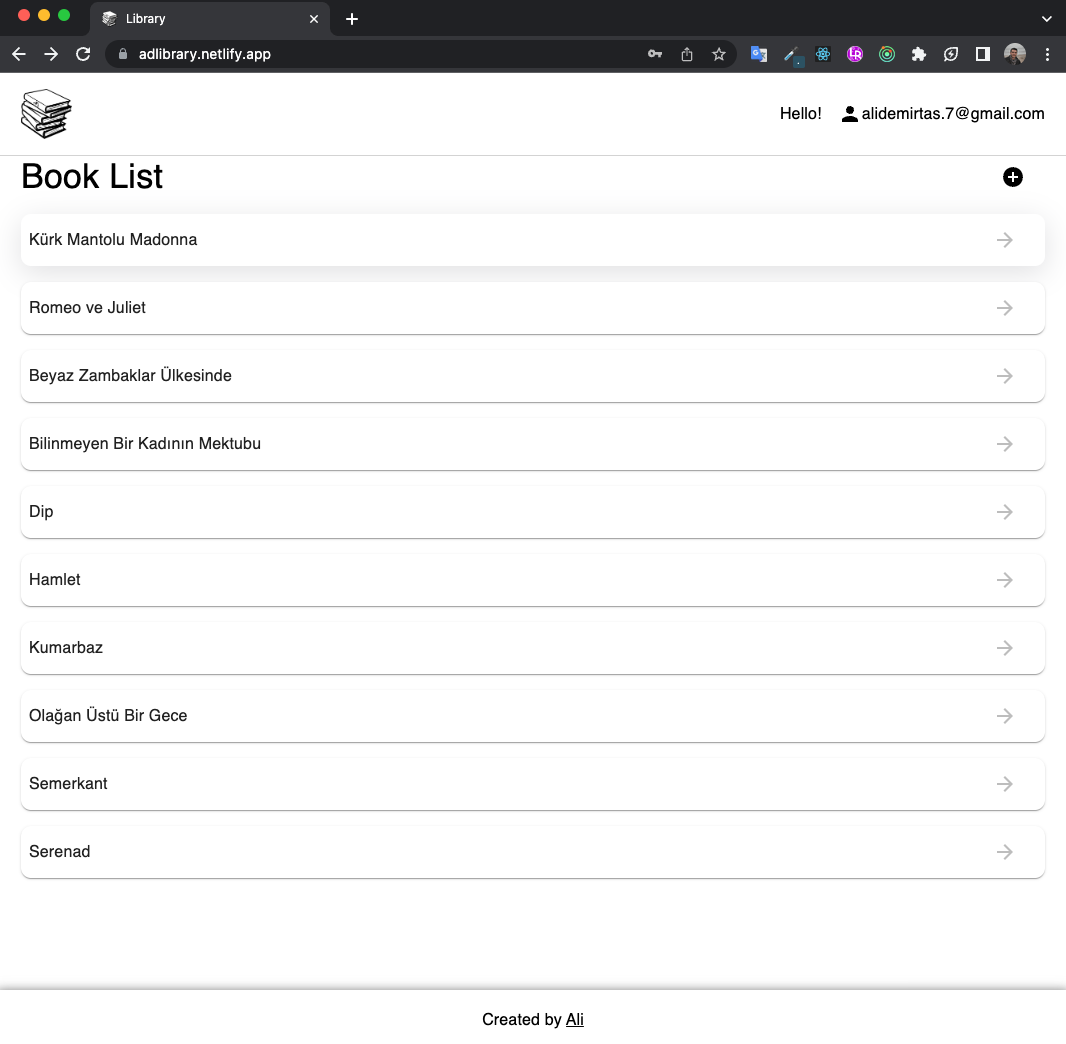 Library
adlibrary.netlify.app
Hello! alidemirtas.7@gmail.com
Book List
Kürk Mantolu Madonna
Romeo ve Juliet
Beyaz Zambaklar Ülkesinde
Bilinmeyen Bir Kadının Mektubu
Dip
Hamlet
Kumarbaz
Olağan Üstü Bir Gece
Semerkant
Serenad
Created by Ali